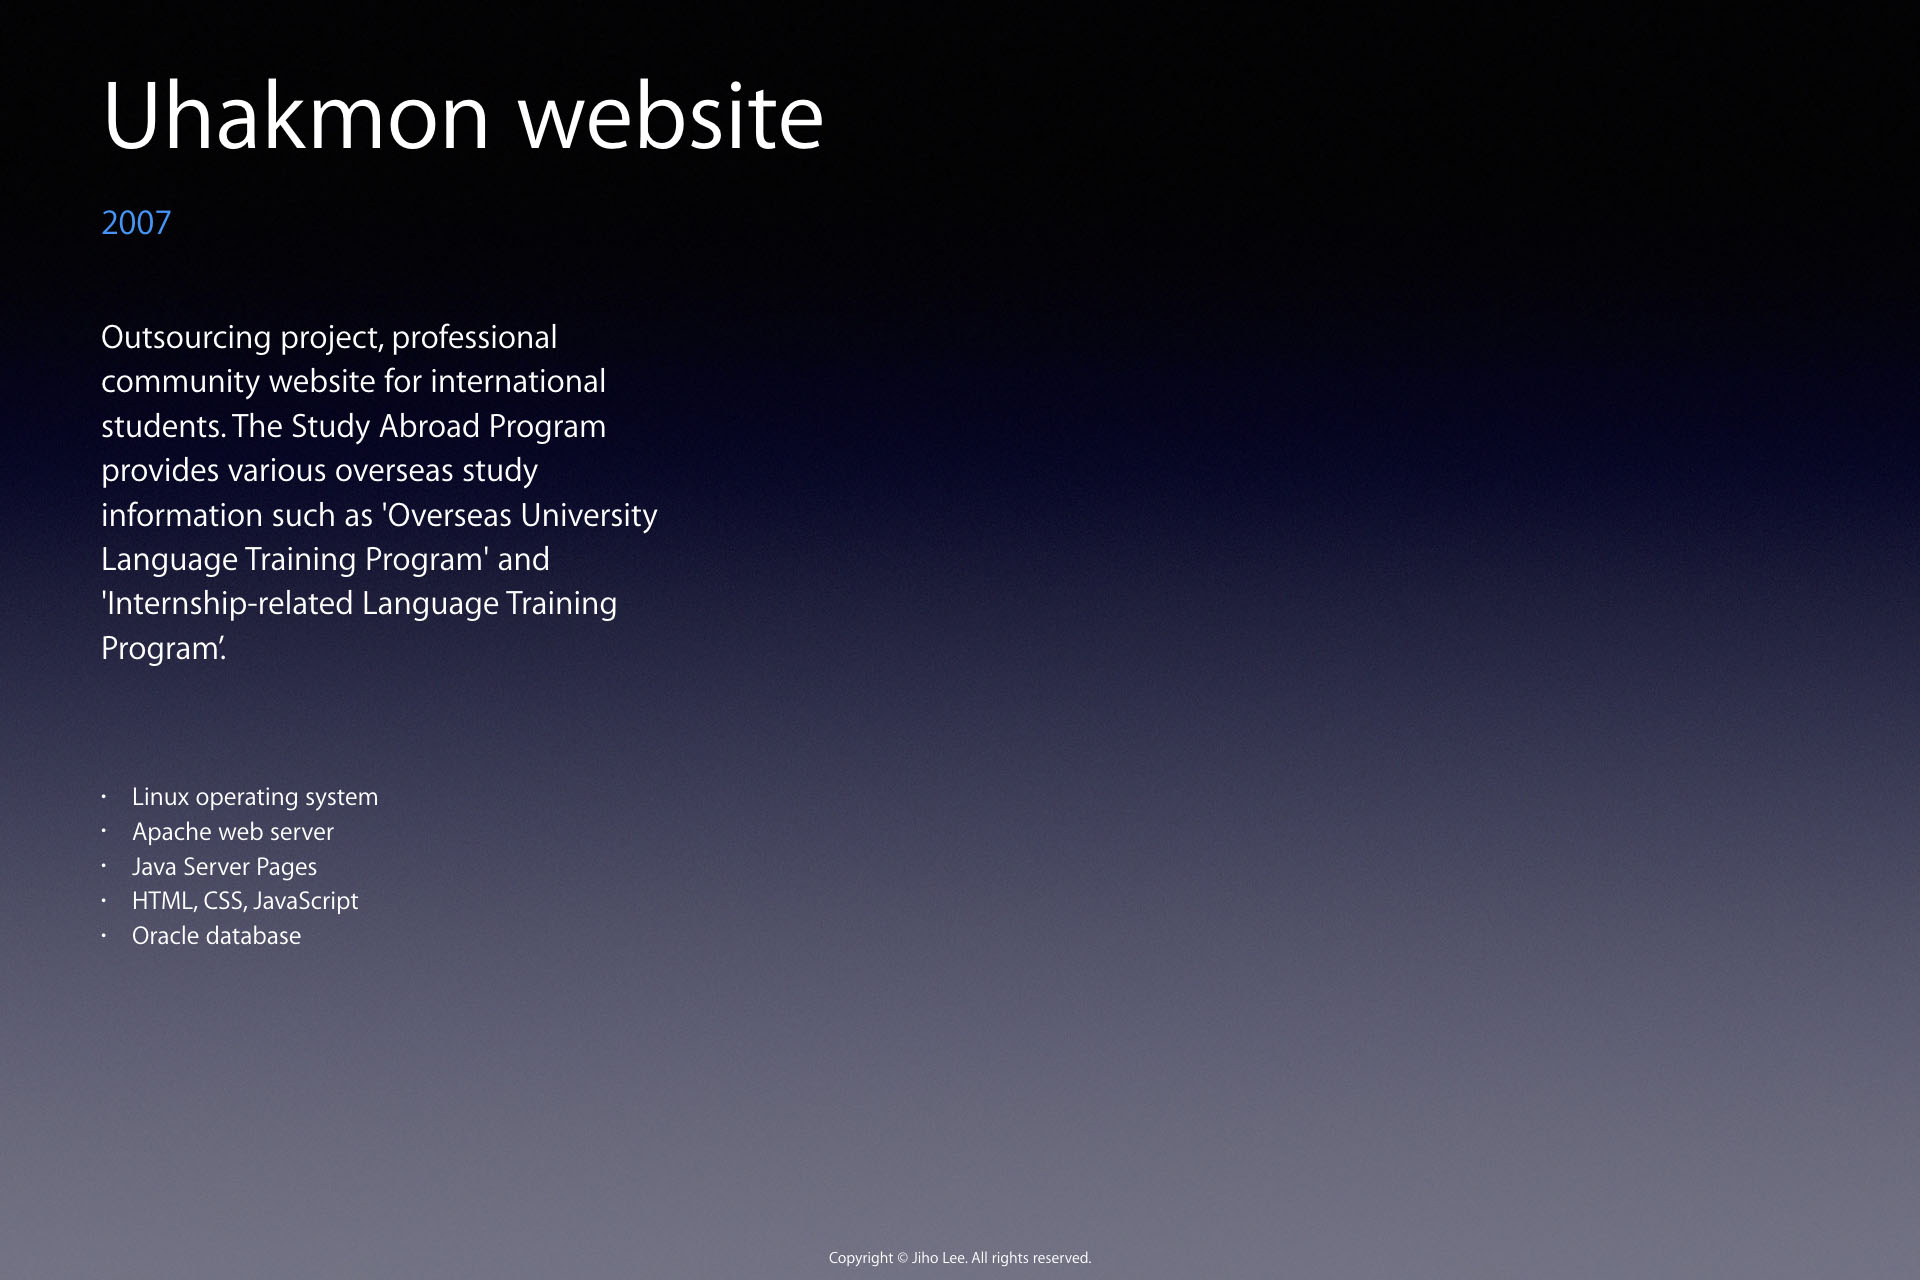 Uhakmon website
2007
Outsourcing project, professional
community website for international
students. The Study Abroad Program
provides various overseas study
information such as 'Overseas University
Language Training Program' and
'Internship-related Language Training
Program’.
• Linux operating system
• Apache web server
• Java Server Pages
• HTML, CSS, JavaScript
• Oracle database
Copyright © Jiho Lee. All rights reserved.